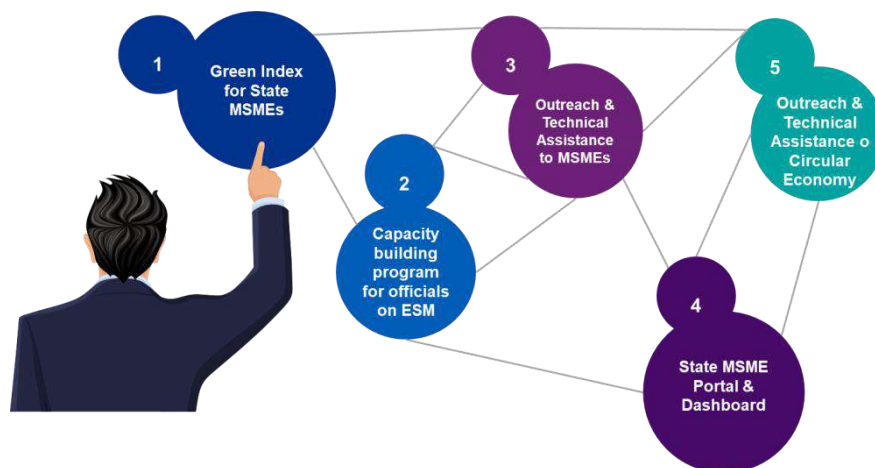 1
Green Index
for State
MSMEs
2
Capacity
building
program
for officials
on ESM
3
Outreach &
Technical
Assistance
to MSMEs
4
State MSME
Portal &
Dashboard
5
Outreach &
Technical
Assistance o
Circular
Economy